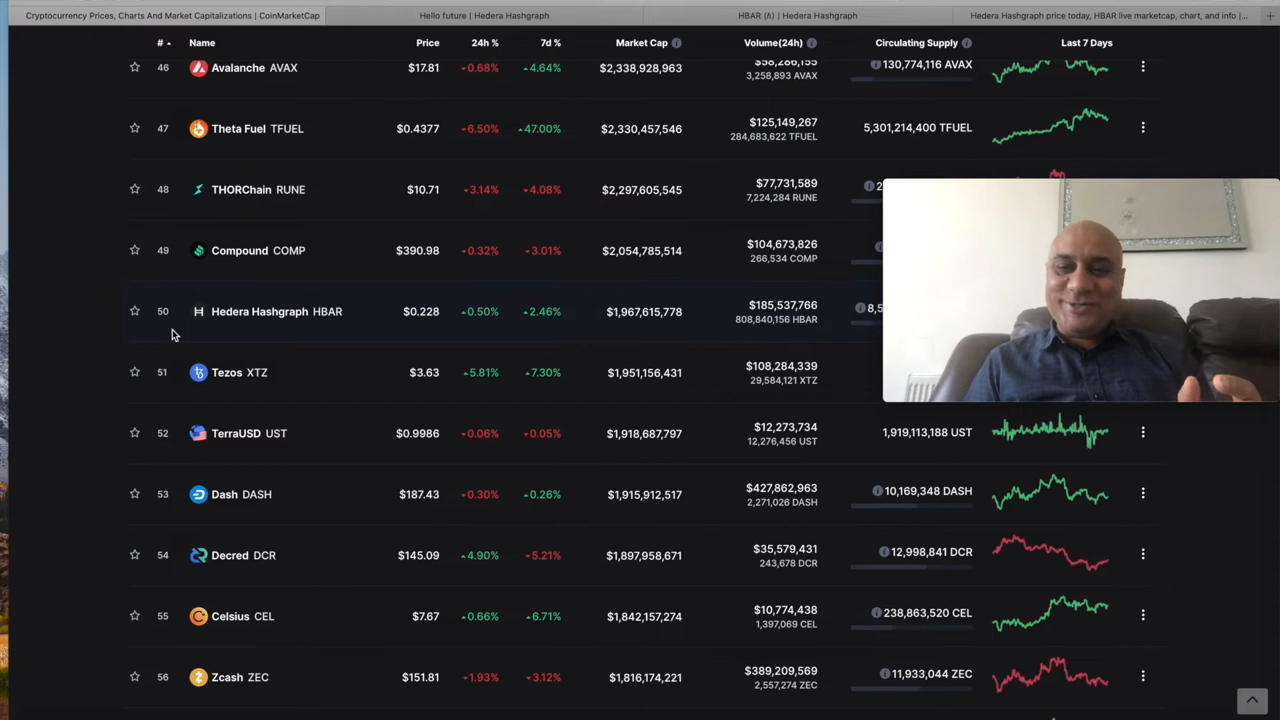 Cryptocurrency Prices, Charts And Market Capitalizations | CoinMarketCap Hello future | Hedera Hashgraph HBAR (ℏ) | Hedera Hashgraph Hedera Hashgraph price today, HBAR live marketcap, chart, and info |...
# Name Price 24h % 7d % Market Cap Volume(24h) Circulating Supply Last 7 Days
46 Avalanche AVAX $17.81 0.68% 4.64% $2,338,928,963 $58,286,155 130,774,116 AVAX
3,258,893 AVAX
47 Theta Fuel TFUEL $0.4377 6.50% 47.00% $2,330,457,546 $125,149,267 5,301,214,400 TFUEL
284,683,622 TFUEL
48 THORChain RUNE $10.71 3.14% 4.08% $2,297,605,545 $77,731,589
7,224,284 RUNE
49 Compound COMP $390.98 0.32% 3.01% $2,054,785,514 $104,673,826
266,534 COMP
50 Hedera Hashgraph HBAR $0.228 0.50% 2.46% $1,967,615,778 $185,537,766 8,5
808,840,156 HBAR
51 Tezos XTZ $3.63 5.81% 7.30% $1,951,156,431 $108,284,339
29,584,121 XTZ
52 TerraUSD UST $0.9986 0.06% 0.05% $1,918,687,797 $12,273,734 1,919,113,188 UST
12,276,456 UST
53 Dash DASH $187.43 0.30% 0.26% $1,915,912,517 $427,862,963 10,169,348 DASH
2,271,026 DASH
54 Decred DCR $145.09 4.90% 5.21% $1,897,958,671 $35,579,431 12,998,841 DCR
243,678 DCR
55 Celsius CEL $7.67 0.66% 6.71% $1,842,157,274 $10,774,438 238,863,520 CEL
1,397,069 CEL
56 Zcash ZEC $151.81 1.93% 3.12% $1,816,174,221 $389,209,569 11,933,044 ZEC
2,557,274 ZEC